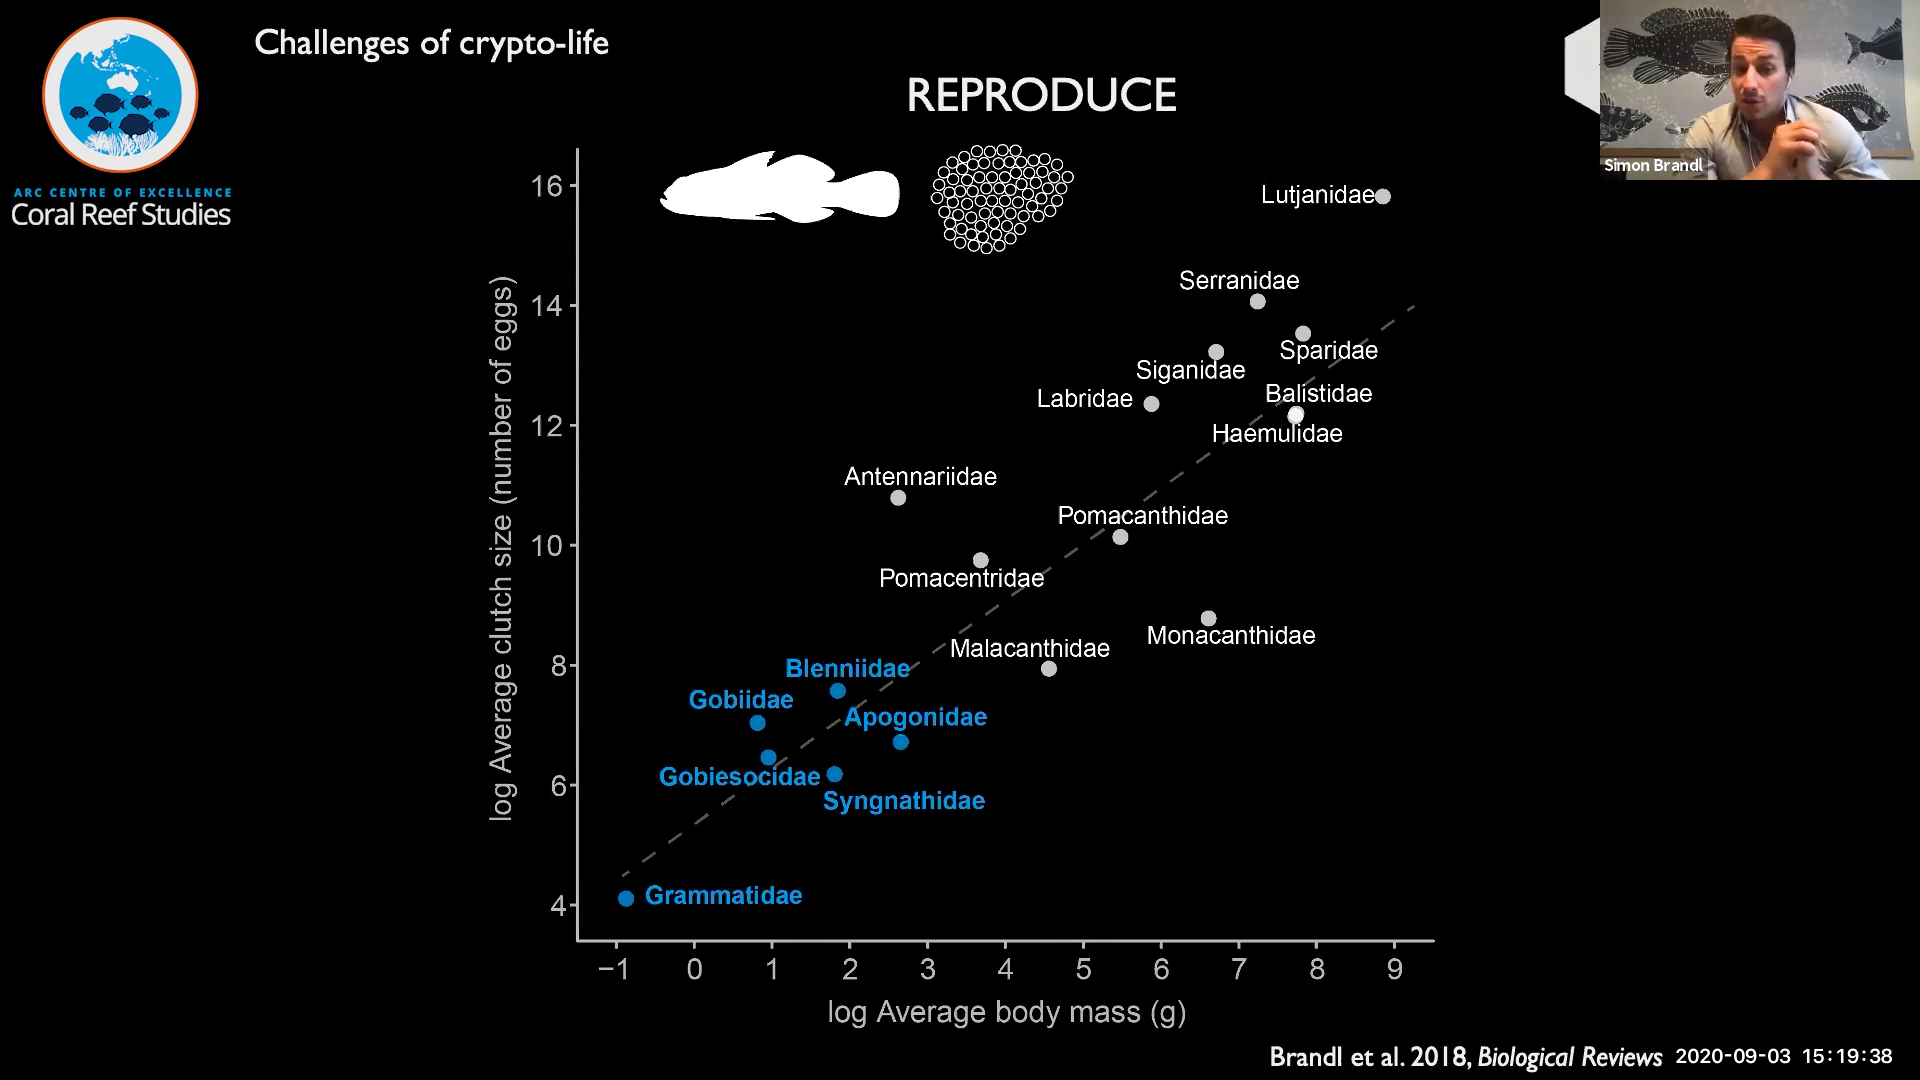 Challenges of crypto-life
REPRODUCE
Simon Brandl
ARC CENTRE OF EXCELLENCE
Coral Reef Studies
log Average clutch size (number of eggs)
16
14
12
10
8
6
4
Lutjanidae
Serranidae
Sparidae
Siganidae
Balistidae
Labridae
Haemulidae
Antennariidae
Pomacanthidae
Pomacentridae
Monacanthidae
Malacanthidae
Blenniidae
Gobiidae
Apogonidae
Gobiesocidae
Syngnathidae
Grammatidae
−1 0 1 2 3 4 5 6 7 8 9
log Average body mass (g)
Brandl et al. 2018, Biological Reviews 2020-09-03 15:19:38